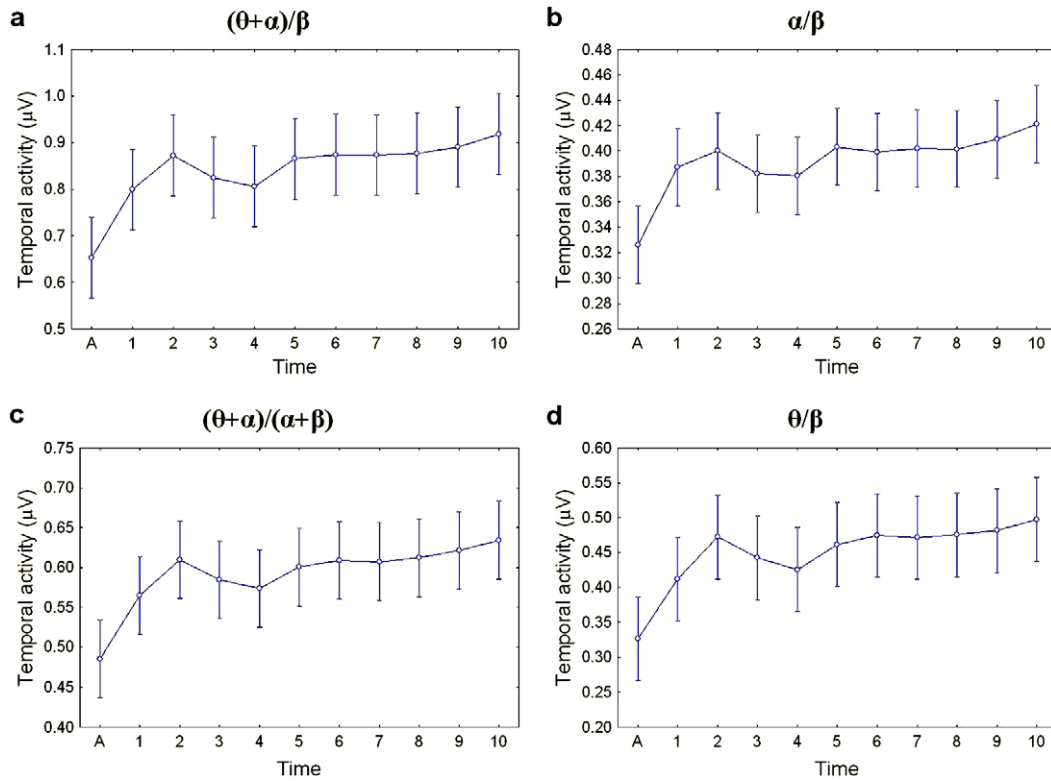 a
(θ+α)/β
Temporal activity (µV)
1.1
1.0
0.9
0.8
0.7
0.6
0.5
A 1 2 3 4 5 6 7 8 9 10
Time
b
α/β
Temporal activity (µV)
0.48
0.46
0.44
0.42
0.40
0.38
0.36
0.34
0.32
0.30
0.28
0.26
A 1 2 3 4 5 6 7 8 9 10
Time
c
(θ+α)/(α+β)
Temporal activity (µV)
0.75
0.70
0.65
0.60
0.55
0.50
0.45
0.40
A 1 2 3 4 5 6 7 8 9 10
Time
d
θ/β
Temporal activity (µV)
0.60
0.55
0.50
0.45
0.40
0.35
0.30
0.25
0.20
A 1 2 3 4 5 6 7 8 9 10
Time